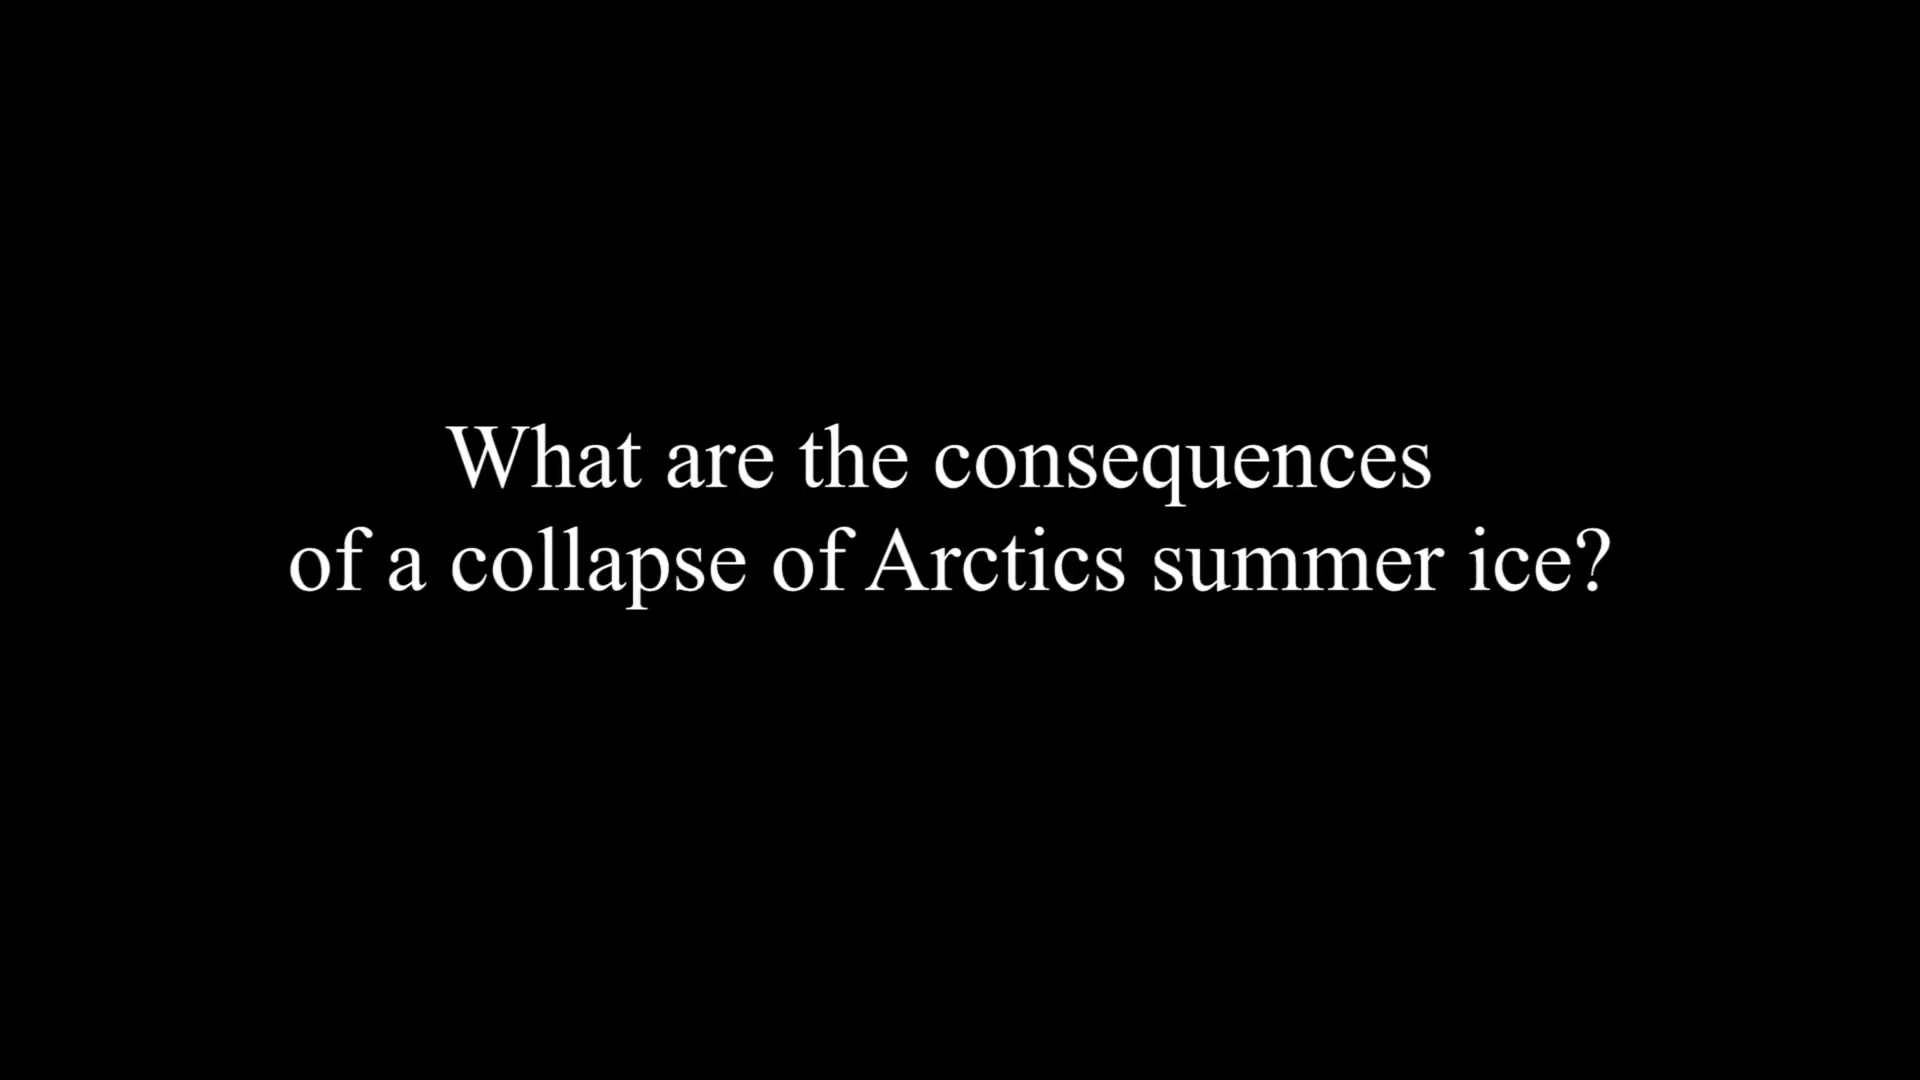 What are the consequences
of a collapse of Arctics summer ice?